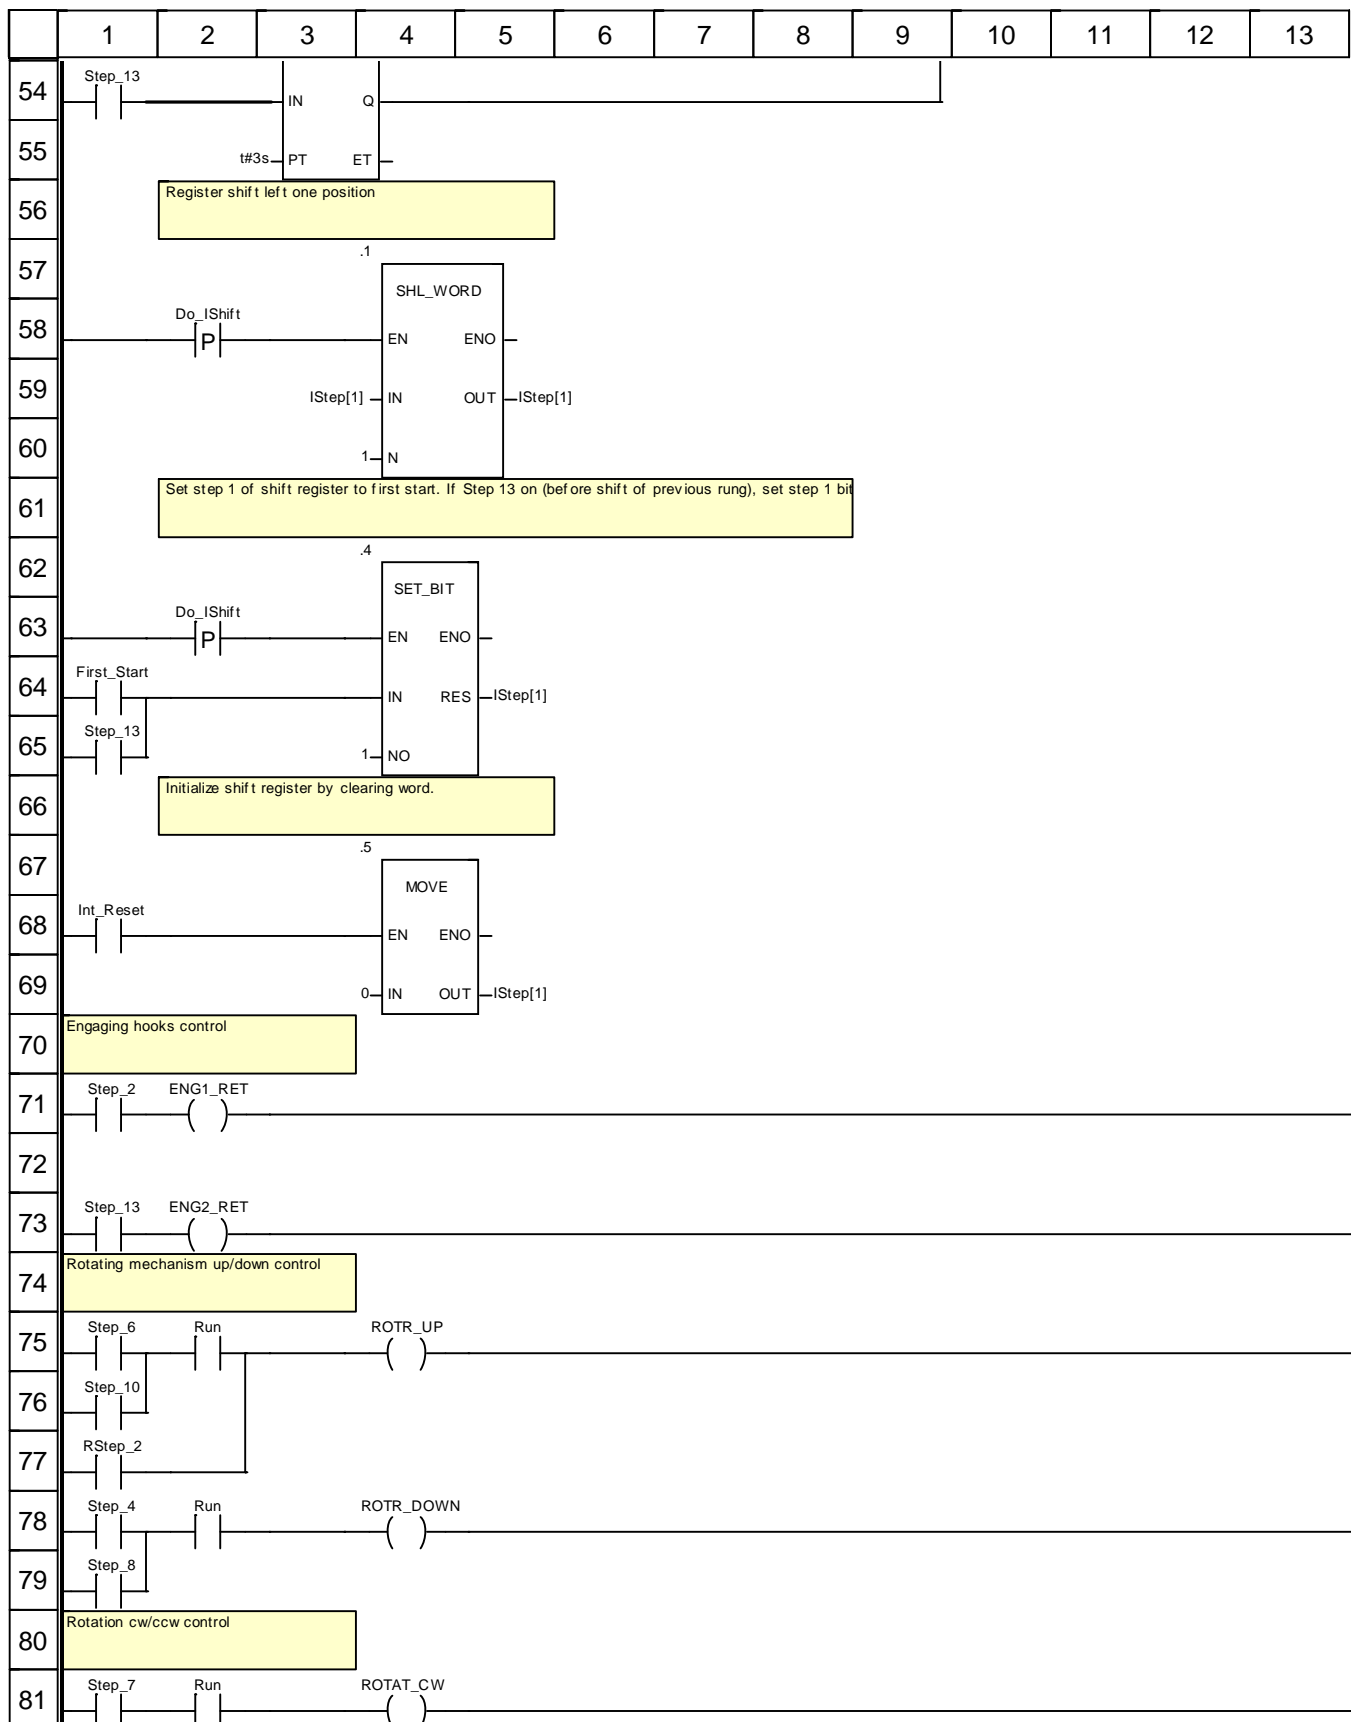 1 2 3 4 5 6 7 8 9 10 11 12 13
54 Step_13 IN Q
55 t#3s PT ET
56 Register shift left one position
57 .1 SHL_WORD
58 Do_IShift P EN ENO
59 IStep[1] IN OUT IStep[1]
60 1 N
61 Set step 1 of shift register to first start. If Step 13 on (before shift of previous rung), set step 1 bit
62 .4 SET_BIT
63 Do_IShift P EN ENO
64 First_Start IN RES IStep[1]
65 Step_13 1 NO
66 Initialize shift register by clearing word.
67 .5 MOVE
68 Int_Reset EN ENO
69 0 IN OUT IStep[1]
70 Engaging hooks control
71 Step_2 ENG1_RET
72
73 Step_13 ENG2_RET
74 Rotating mechanism up/down control
75 Step_6 Run ROTR_UP
76 Step_10
77 RStep_2
78 Step_4 Run ROTR_DOWN
79 Step_8
80 Rotation cw/ccw control
81 Step_7 Run ROTAT_CW